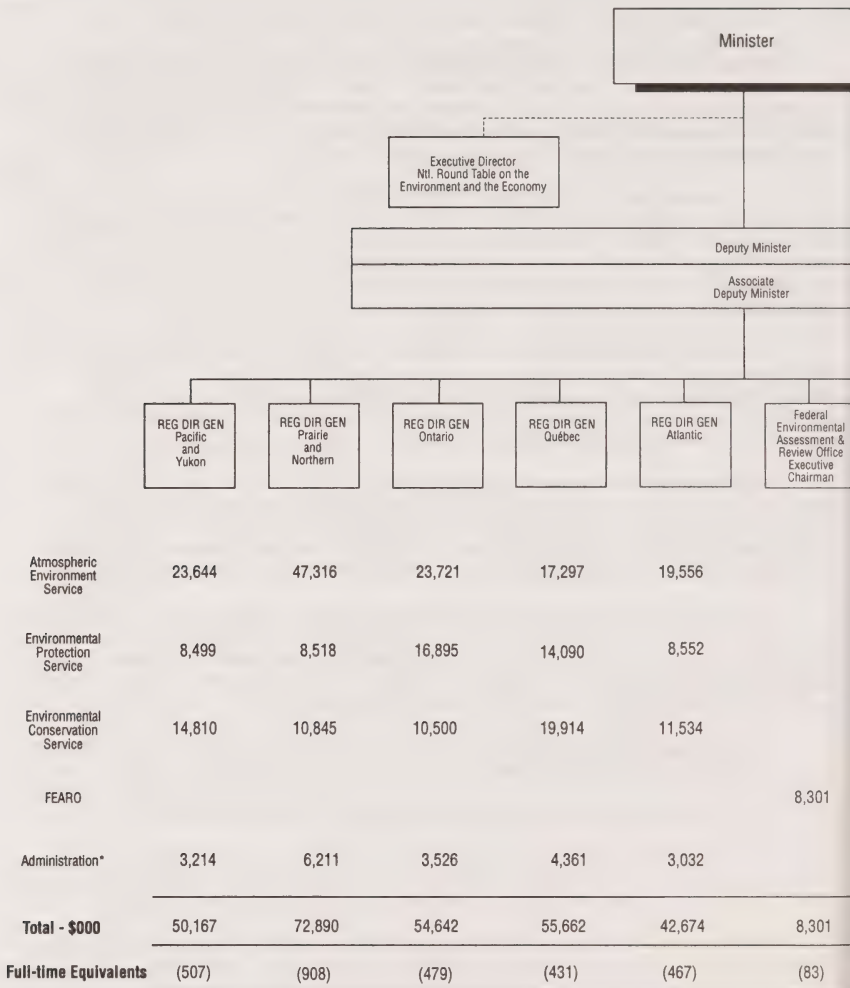 Minister
Executive Director
Ntl. Round Table on the
Environment and the Economy
Deputy Minister
Associate
Deputy Minister
REG DIR GEN
Pacific
and
Yukon
REG DIR GEN
Prairie
and
Northern
REG DIR GEN
Ontario
REG DIR GEN
Québec
REG DIR GEN
Atlantic
Federal
Environmental
Assessment &
Review Office
Executive
Chairman
Atmospheric
Environment
Service
23,644 47,316 23,721 17,297 19,556
Environmental
Protection
Service
8,499 8,518 16,895 14,090 8,552
Environmental
Conservation
Service
14,810 10,845 10,500 19,914 11,534
FEARO 8,301
Administration* 3,214 6,211 3,526 4,361 3,032
Total - $000 50,167 72,890 54,642 55,662 42,674 8,301
Full-time Equivalents (507) (908) (479) (431) (467) (83)